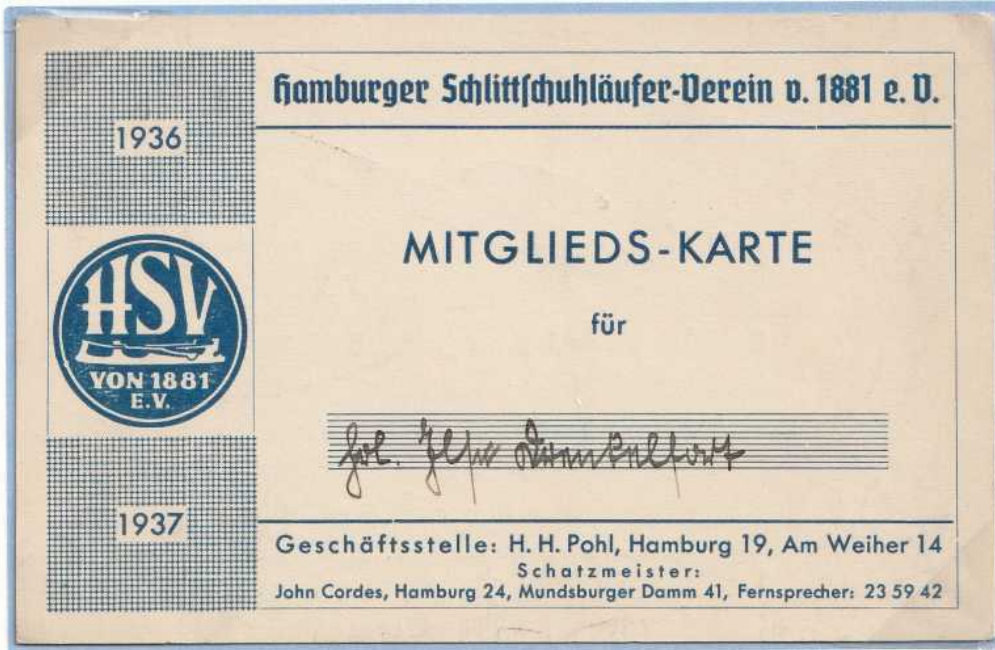 Hamburger Schlittschuhläufer-Verein v. 1881 e. V.
1936
MITGLIEDS-KARTE
für
HSV
VON 1881
E.V.
Frl. Ilse
1937
Geschäftsstelle: H. H. Pohl, Hamburg 19, Am Weiher 14
Schatzmeister:
John Cordes, Hamburg 24, Mundsburger Damm 41, Fernsprecher: 23 59 42